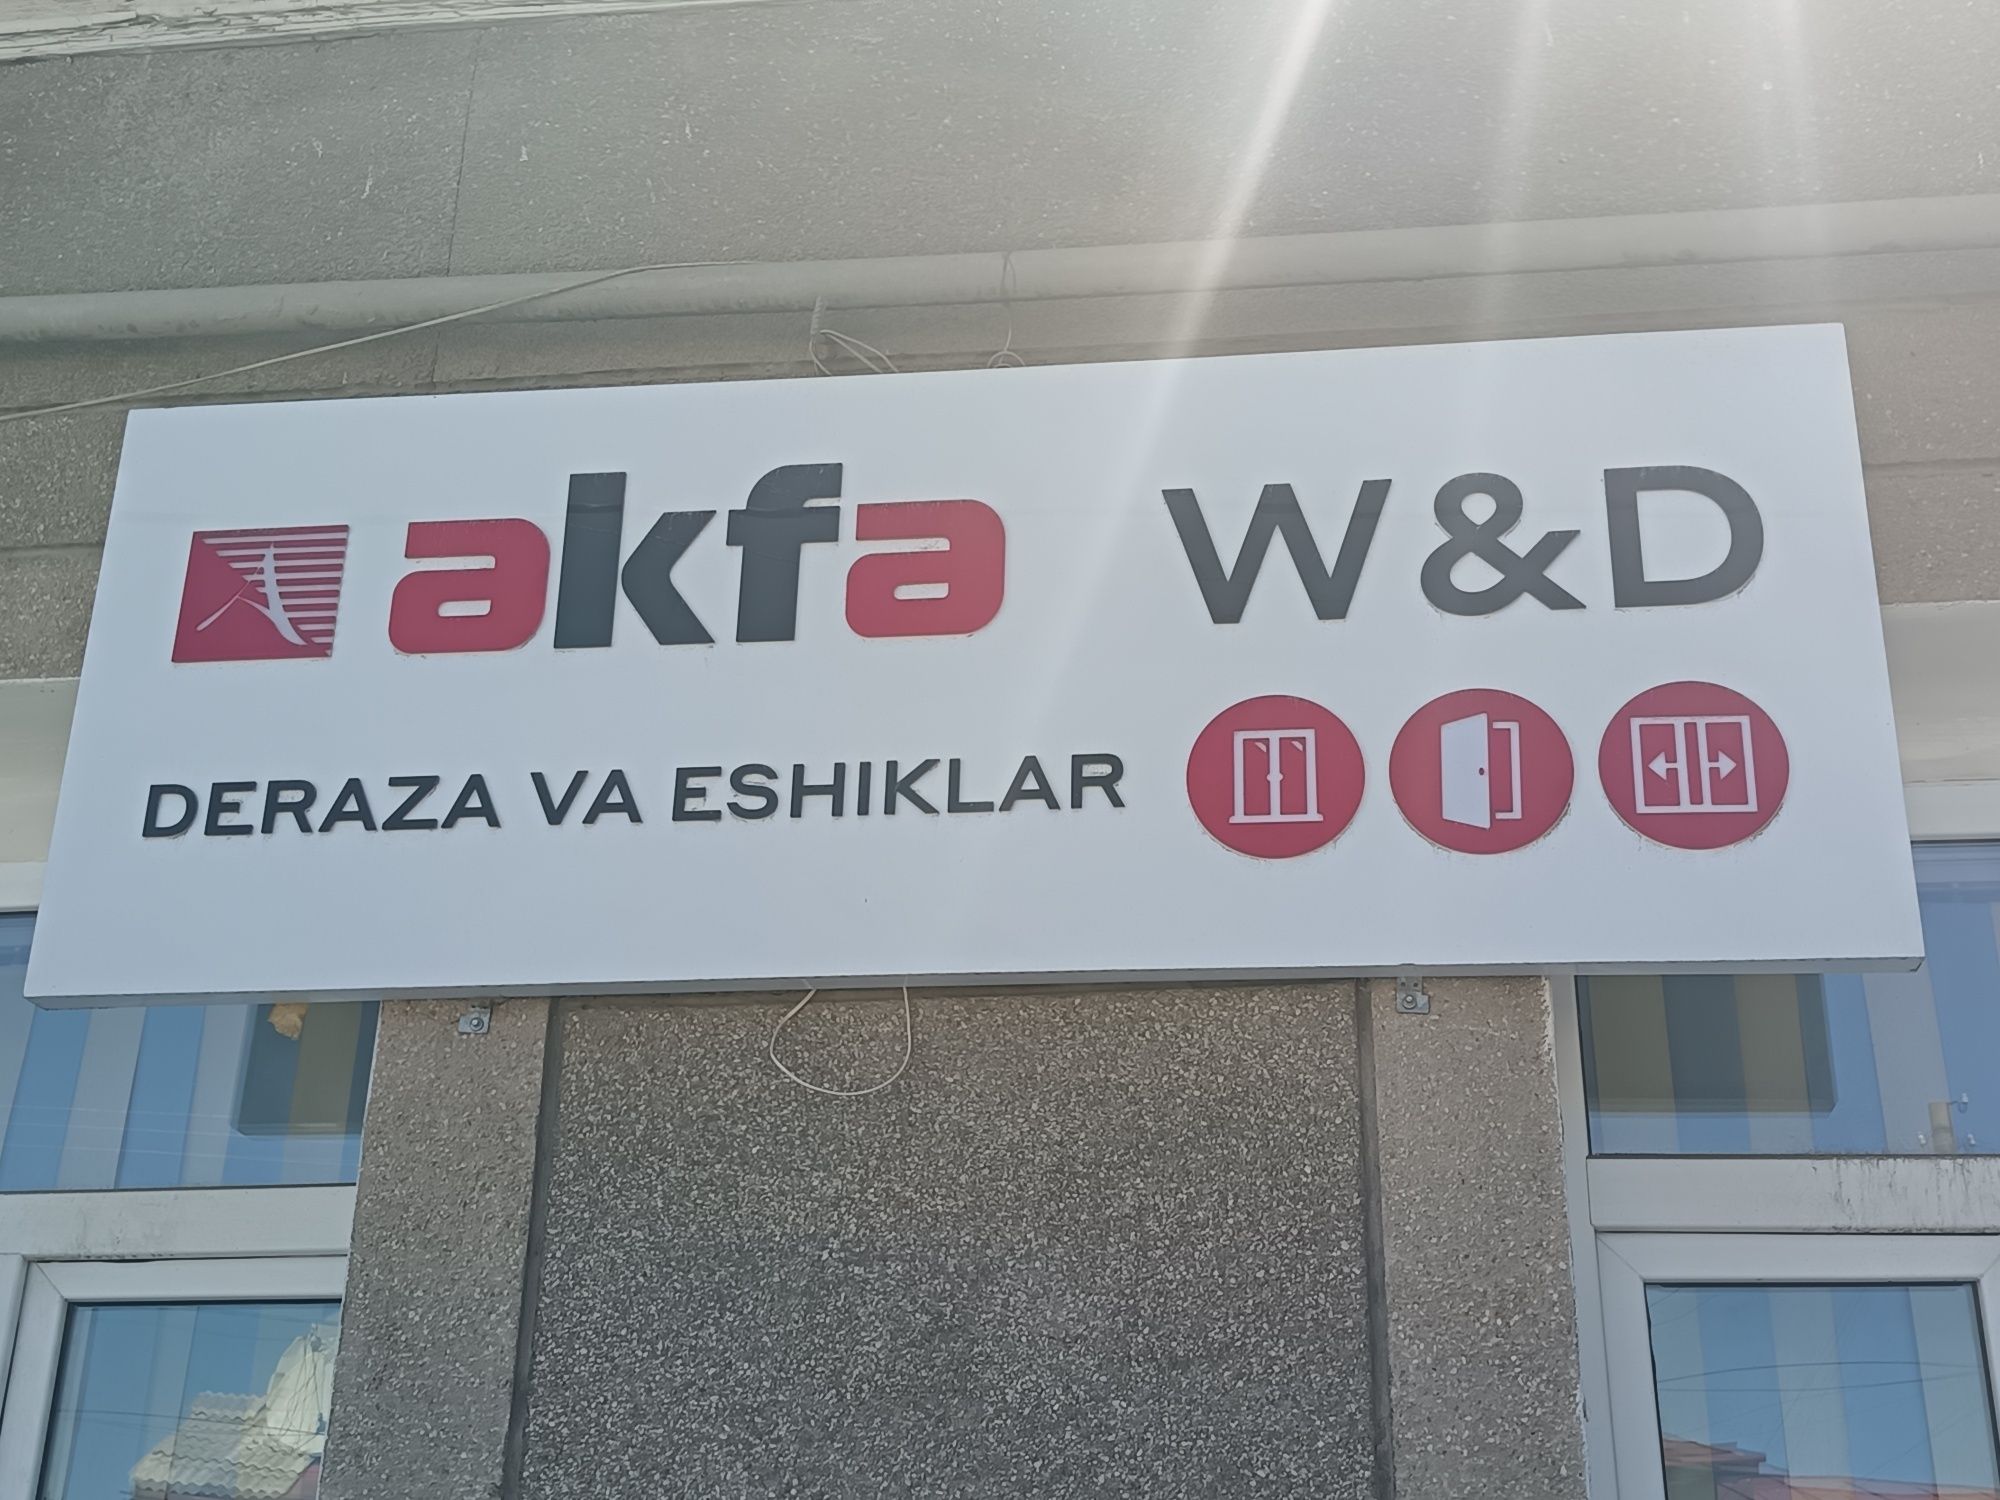 akfa W&D
DERAZA VA ESHIKLAR